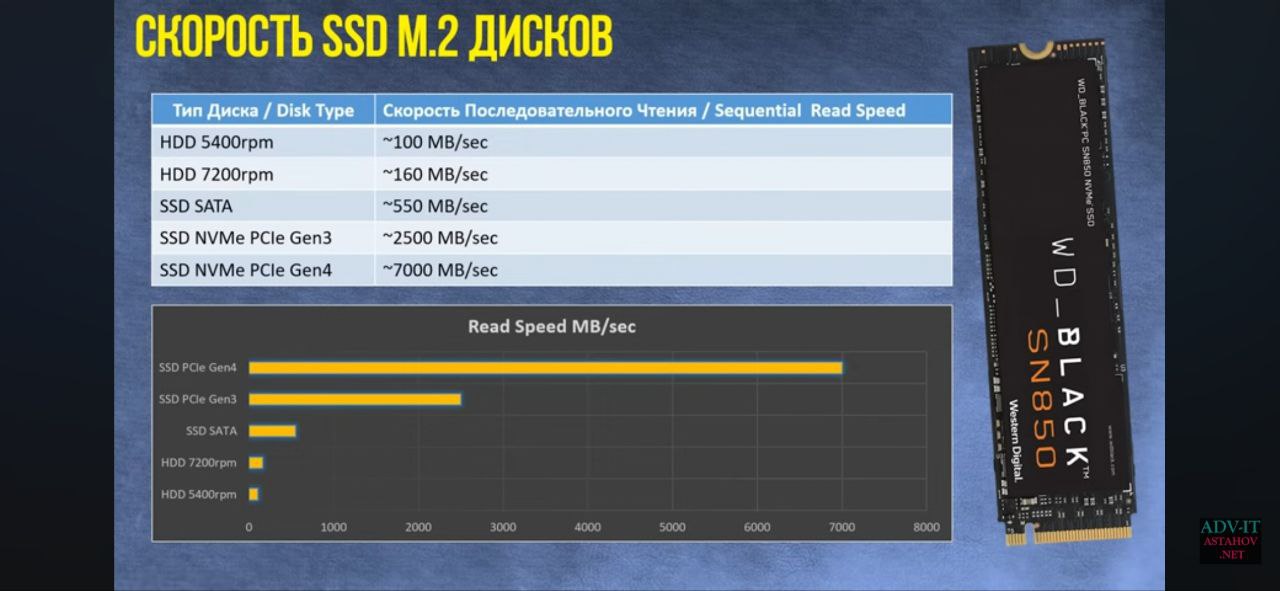 СКОРОСТЬ SSD M.2 ДИСКОВ
Тип Диска / Disk Type Скорость Последовательного Чтения / Sequential Read Speed
HDD 5400rpm ~100 MB/sec
HDD 7200rpm ~160 MB/sec
SSD SATA ~550 MB/sec
SSD NVMe PCIe Gen3 ~2500 MB/sec
SSD NVMe PCIe Gen4 ~7000 MB/sec
Read Speed MB/sec
SSD PCIe Gen4
SSD PCIe Gen3
SSD SATA
HDD 7200rpm
HDD 5400rpm
0 1000 2000 3000 4000 5000 6000 7000 8000
WD_BLACK PC SN850 NVMe SSD
WD_BLACK™
SN850
Western Digital.
ADV-IT
ASTAHOV
.NET